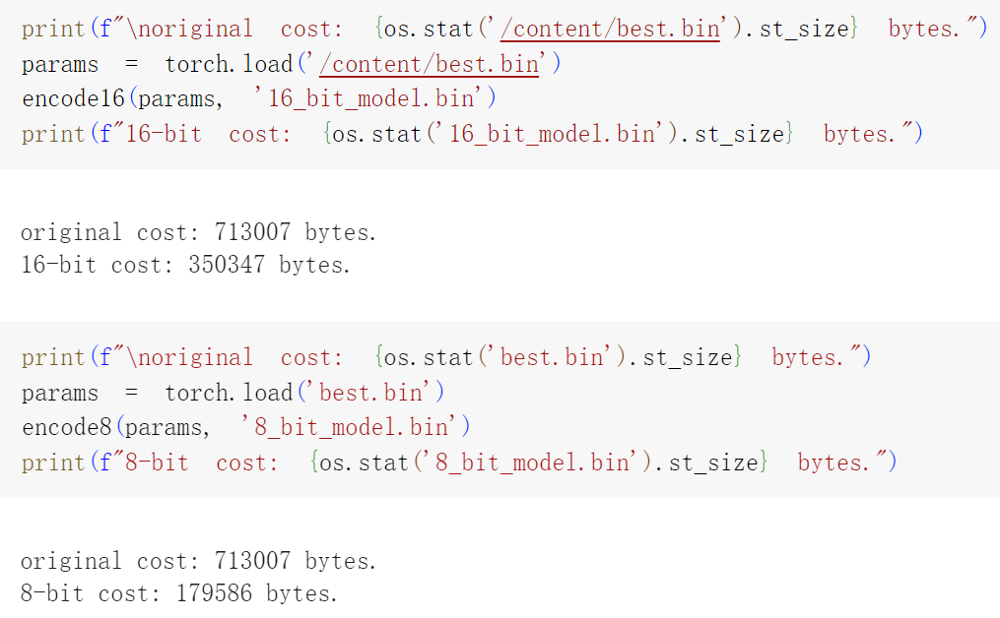 print(f"\noriginal cost: {os.stat('/content/best.bin').st_size} bytes.")
params = torch.load('/content/best.bin')
encode16(params, '16_bit_model.bin')
print(f"16-bit cost: {os.stat('16_bit_model.bin').st_size} bytes.")
original cost: 713007 bytes.
16-bit cost: 350347 bytes.
print(f"\noriginal cost: {os.stat('best.bin').st_size} bytes.")
params = torch.load('best.bin')
encode8(params, '8_bit_model.bin')
print(f"8-bit cost: {os.stat('8_bit_model.bin').st_size} bytes.")
original cost: 713007 bytes.
8-bit cost: 179586 bytes.